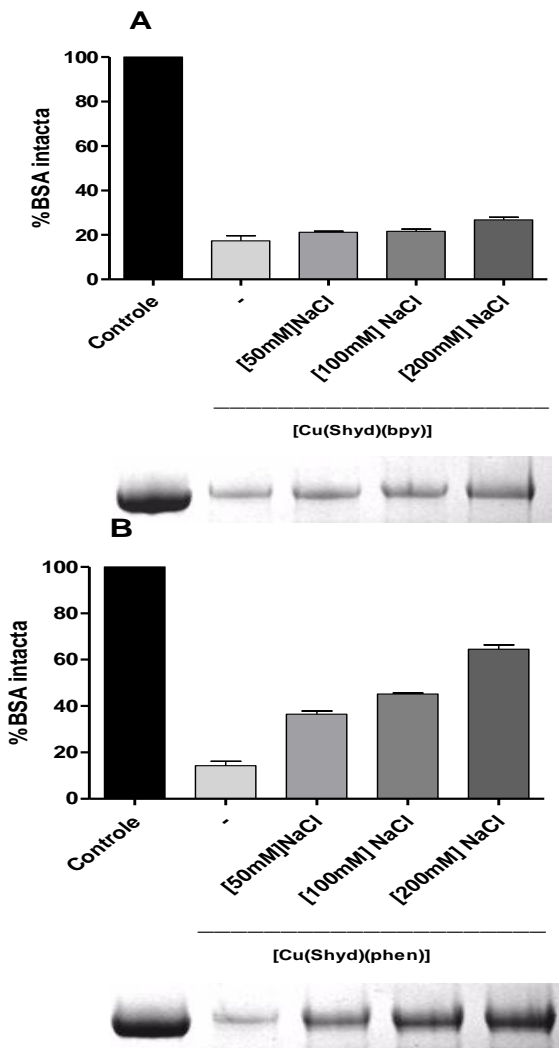 A
%BSA intacta
100
80
60
40
20
0
Controle
-
[50mM]NaCl
[100mM] NaCl
[200mM] NaCl
[Cu(Shyd)(bpy)]
B
%BSA intacta
100
80
60
40
20
0
Controle
-
[50mM]NaCl
[100mM] NaCl
[200mM] NaCl
[Cu(Shyd)(phen)]